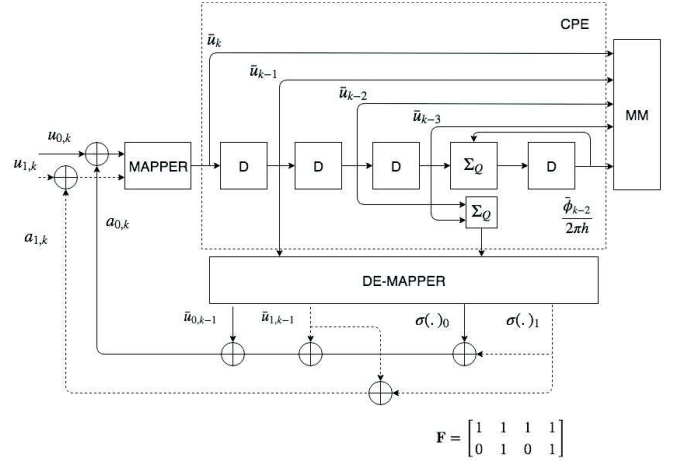 CPE
ū_k
ū_{k−1}
ū_{k−2}
ū_{k−3}
MM
u_{0,k}
u_{1,k}
MAPPER
D
D
D
Σ_Q
D
Σ_Q
φ̄_{k−2}
2πh
a_{0,k}
a_{1,k}
DE-MAPPER
ū_{0,k−1}
ū_{1,k−1}
σ(.)_0
σ(.)_1
F = [1 1 1 1
0 1 0 1]